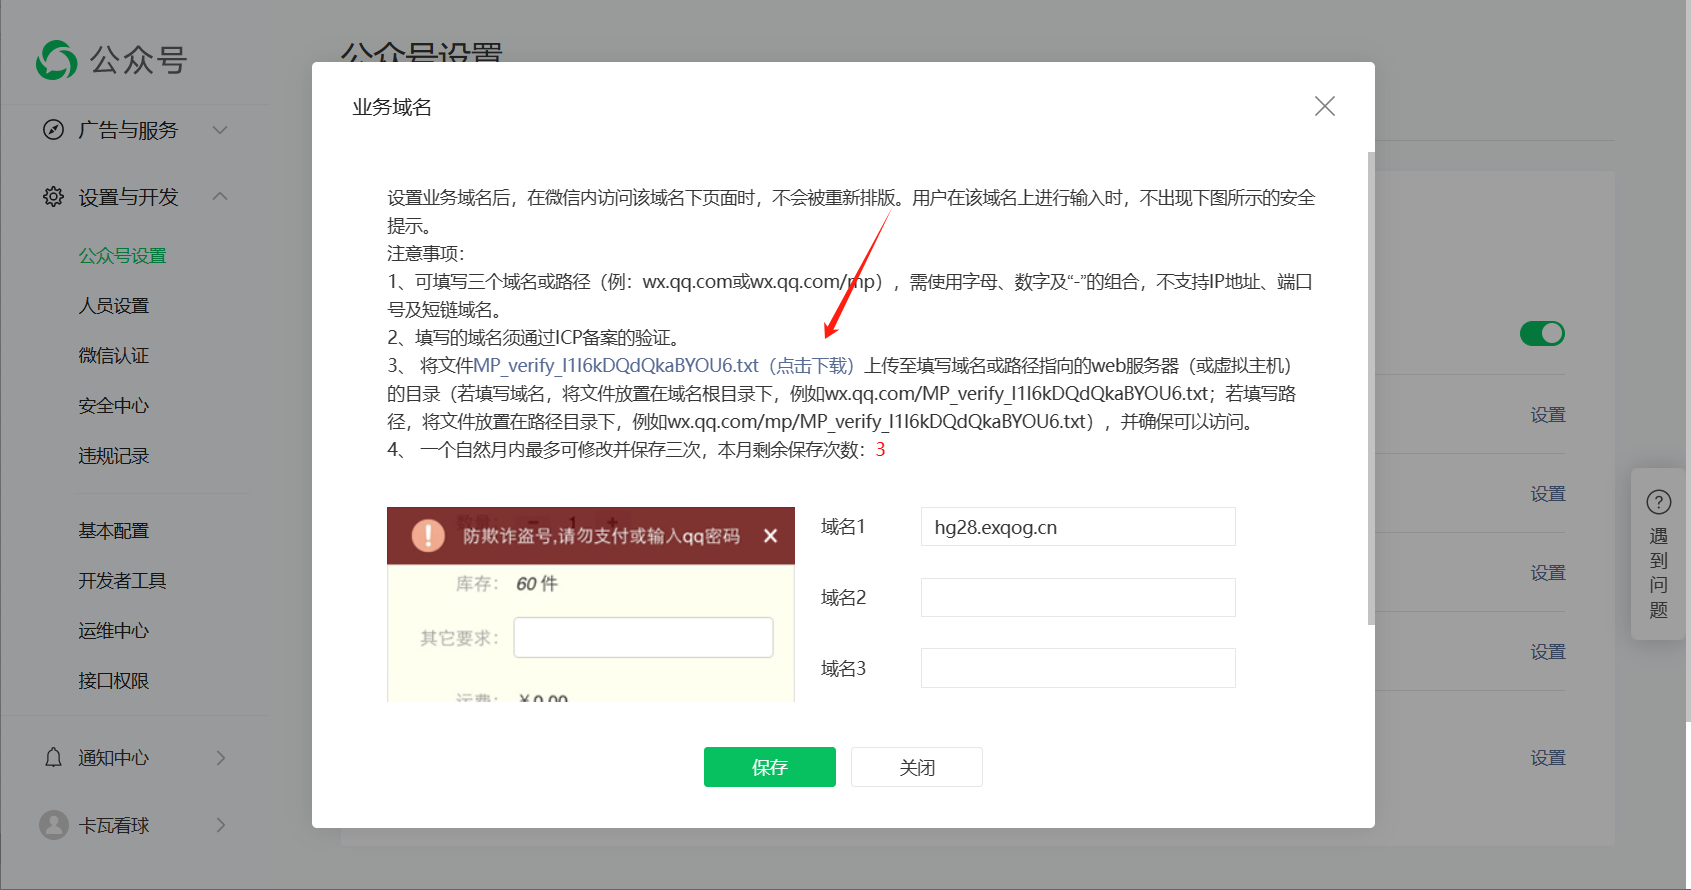 公众号
广告与服务
设置与开发
公众号设置
人员设置
微信认证
安全中心
违规记录
基本配置
开发者工具
运维中心
接口权限
通知中心
卡瓦看球
公众号设置
业务域名
设置业务域名后，在微信内访问该域名下页面时，不会被重新排版。用户在该域名上进行输入时，不出现下图所示的安全
提示。
注意事项：
1、可填写三个域名或路径（例：wx.qq.com或wx.qq.com/mp），需使用字母、数字及“-”的组合，不支持IP地址、端口
号及短链域名。
2、填写的域名须通过ICP备案的验证。
3、 将文件MP_verify_I1I6kDQdQkaBYOU6.txt（点击下载）上传至填写域名或路径指向的web服务器（或虚拟主机）
的目录（若填写域名，将文件放置在域名根目录下，例如wx.qq.com/MP_verify_I1I6kDQdQkaBYOU6.txt；若填写路
径，将文件放置在路径目录下，例如wx.qq.com/mp/MP_verify_I1I6kDQdQkaBYOU6.txt），并确保可以访问。
4、 一个自然月内最多可修改并保存三次，本月剩余保存次数：3
数量： － 1 +
防欺诈盗号,请勿支付或输入qq密码
库存： 60 件
其它要求：
运费： ￥0.00
域名1 hg28.exqog.cn
域名2
域名3
保存 关闭
设置
设置
设置
设置
设置
遇到问题